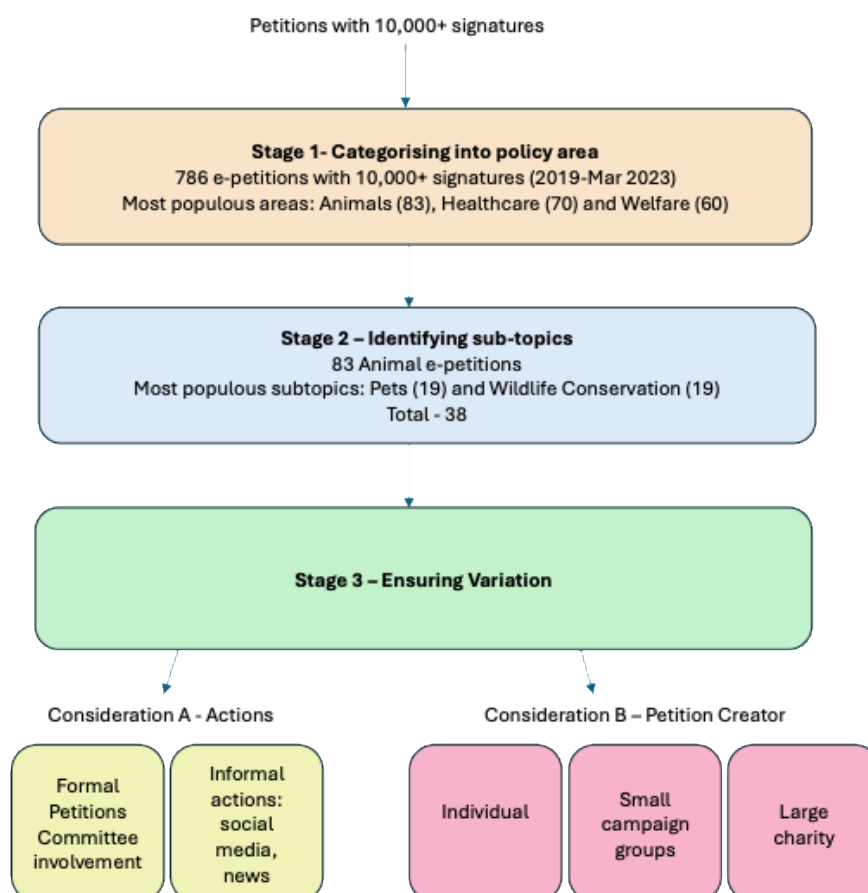 Petitions with 10,000+ signatures
Stage 1- Categorising into policy area
786 e-petitions with 10,000+ signatures (2019-Mar 2023)
Most populous areas: Animals (83), Healthcare (70) and Welfare (60)
Stage 2 – Identifying sub-topics
83 Animal e-petitions
Most populous subtopics: Pets (19) and Wildlife Conservation (19)
Total - 38
Stage 3 – Ensuring Variation
Consideration A - Actions
Formal
Petitions
Committee
involvement
Informal
actions:
social
media,
news
Consideration B – Petition Creator
Individual
Small
campaign
groups
Large
charity